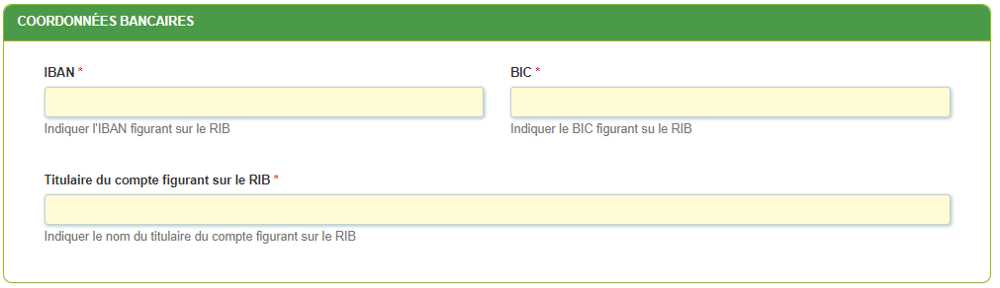 COORDONNÉES BANCAIRES
IBAN *
BIC *
Indiquer l'IBAN figurant sur le RIB
Indiquer le BIC figurant su le RIB
Titulaire du compte figurant sur le RIB *
Indiquer le nom du titulaire du compte figurant sur le RIB